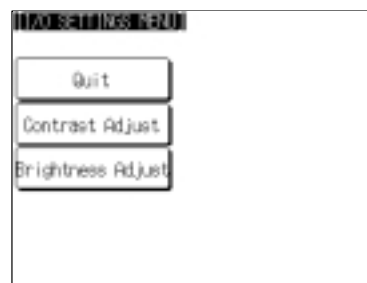 [I/O SETTINGS MENU]
Quit
Contrast Adjust
Brightness Adjust